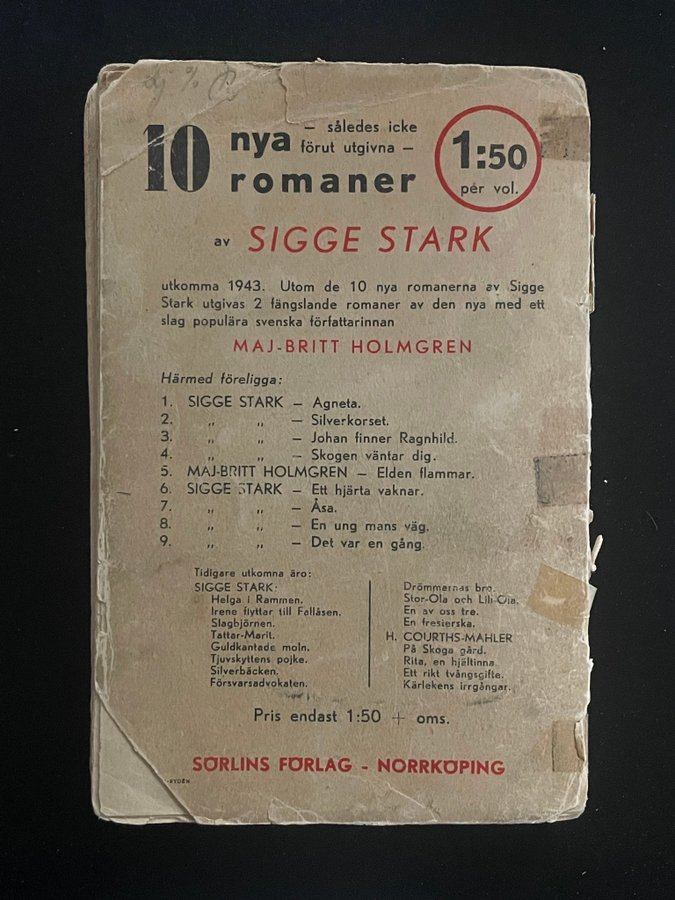 10 nya – således icke
förut utgivna –
romaner
1:50
per vol.
av SIGGE STARK
utkomma 1943. Utom de 10 nya romanerna av Sigge
Stark utgivas 2 fängslande romaner av den nya med ett
slag populära svenska författarinnan
MAJ-BRITT HOLMGREN
Härmed föreligga:
1. SIGGE STARK – Agneta.
2. „ „ – Silverkorset.
3. „ „ – Johan finner Ragnhild.
4. „ „ – Skogen väntar dig.
5. MAJ-BRITT HOLMGREN – Elden flammar.
6. SIGGE STARK – Ett hjärta vaknar.
7. „ „ – Åsa.
8. „ „ – En ung mans väg.
9. „ „ – Det var en gång.
Tidigare utkomna äro:
SIGGE STARK:
Helga i Rammen.
Irene flyttar till Fallåsen.
Slagbjörnen.
Tattar-Marit.
Guldkantade moln.
Tjuvskyttens pojke.
Silverbäcken.
Försvarsadvokaten.
Drömmarnas bro.
Stor-Ola och Lill-Ola.
En av oss tre.
En fresterska.
H. COURTHS-MAHLER
På Skoga gård.
Rita, en hjältinna
Ett rikt tvångsgifte.
Kärlekens irrgångar.
Pris endast 1:50 + oms.
SÖRLINS FÖRLAG - NORRKÖPING
-RYDÉN